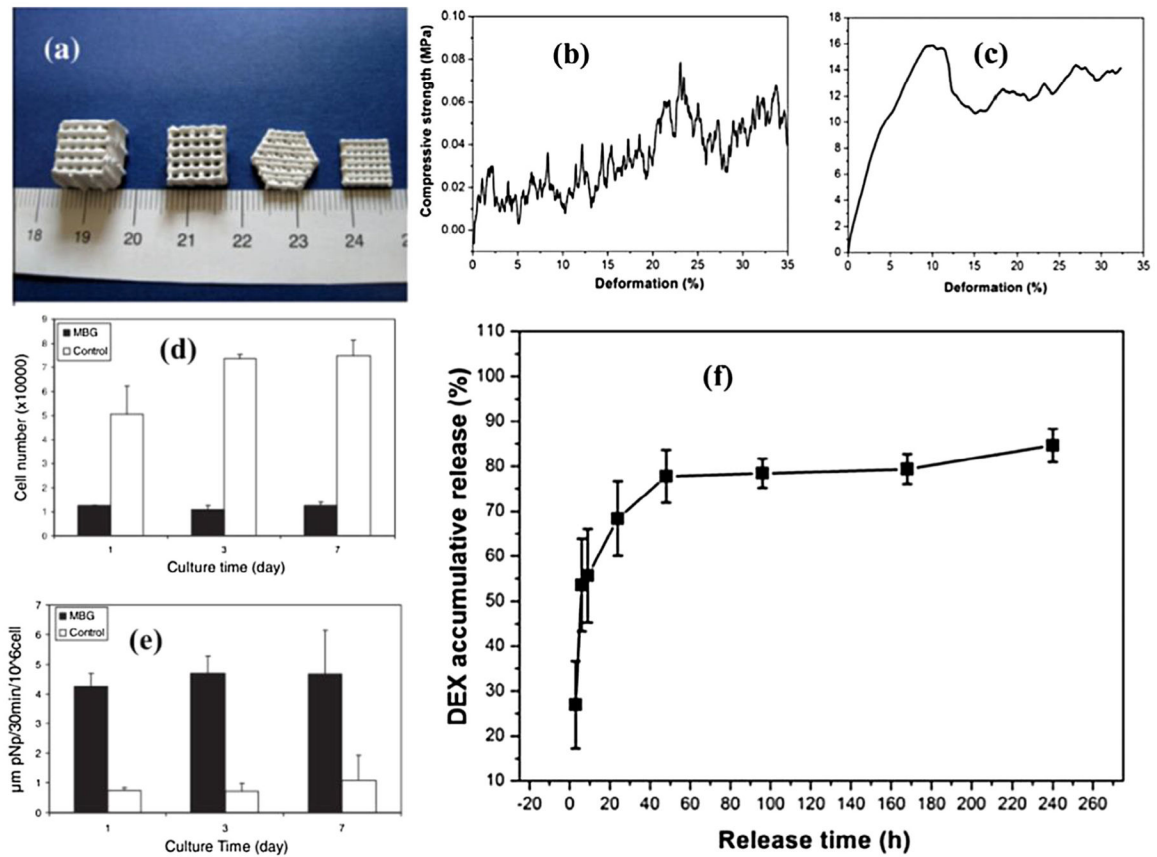 (a)
18 19 20 21 22 23 24 2
(b)
Compressive strength (MPa)
0.10
0.08
0.06
0.04
0.02
0.00
0 5 10 15 20 25 30 35
Deformation (%)
(c)
18
16
14
12
10
8
6
4
2
0
0 5 10 15 20 25 30 35
Deformation (%)
(d)
MBG
Control
Cell number (x10000)
9
8
7
6
5
4
3
2
1
0
1 3 7
Culture time (day)
(e)
MBG
Control
µm pNp/30min/10^6cell
7
6
5
4
3
2
1
0
1 3 7
Culture Time (day)
(f)
DEX accumulative release (%)
110
100
90
80
70
60
50
40
30
20
10
-20 0 20 40 60 80 100 120 140 160 180 200 220 240 260
Release time (h)